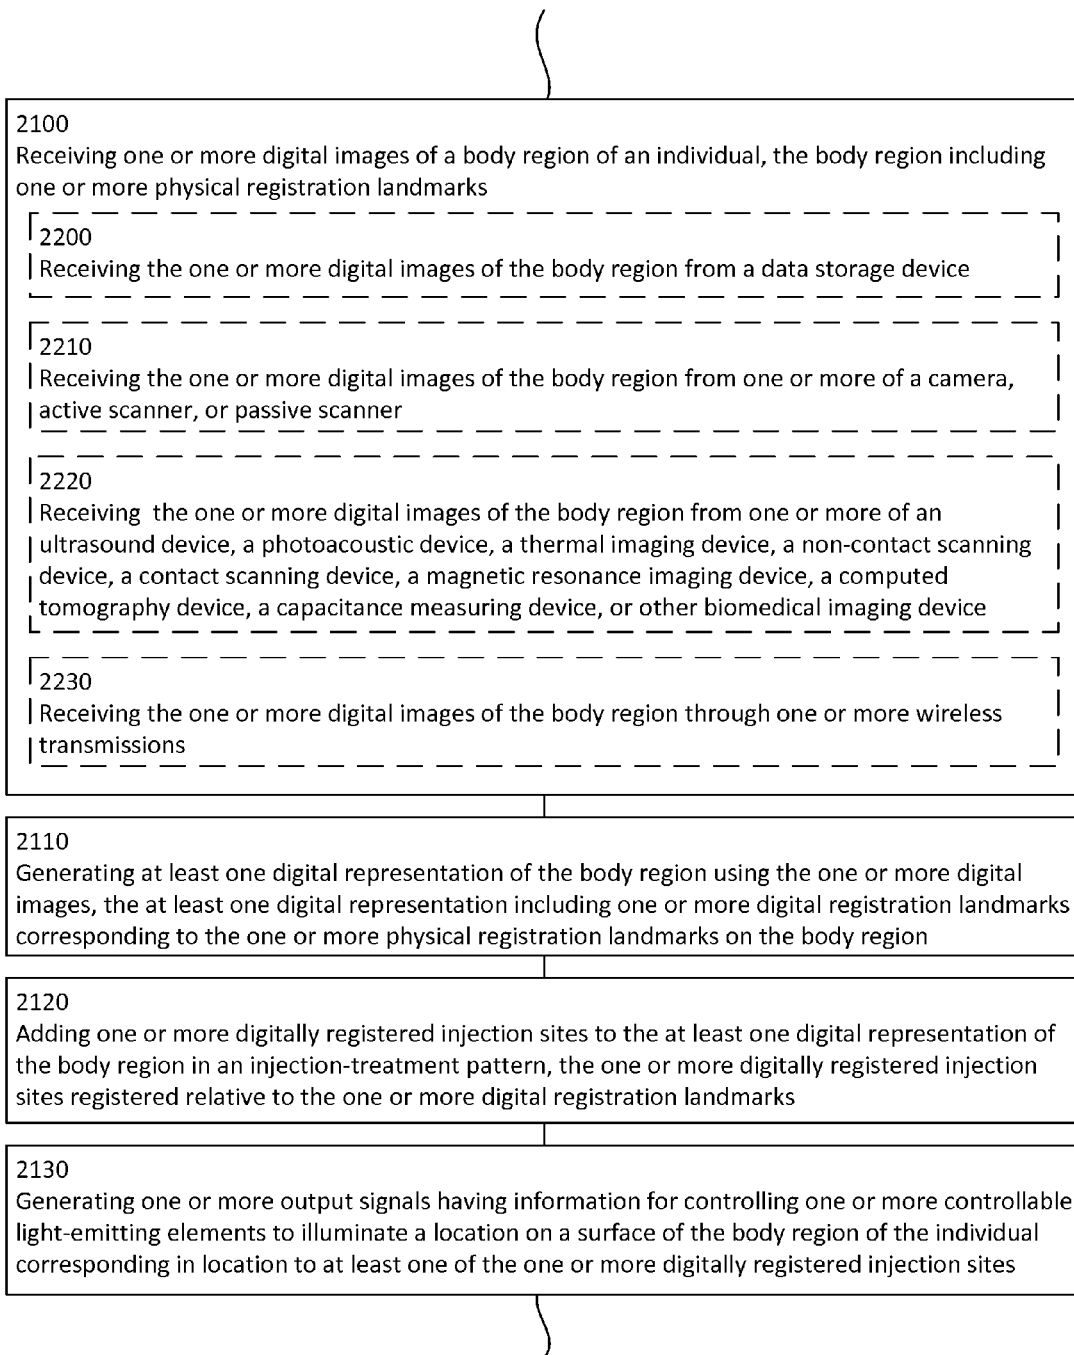 2100
Receiving one or more digital images of a body region of an individual, the body region including
one or more physical registration landmarks
2200
Receiving the one or more digital images of the body region from a data storage device
2210
Receiving the one or more digital images of the body region from one or more of a camera,
active scanner, or passive scanner
2220
Receiving the one or more digital images of the body region from one or more of an
ultrasound device, a photoacoustic device, a thermal imaging device, a non-contact scanning
device, a contact scanning device, a magnetic resonance imaging device, a computed
tomography device, a capacitance measuring device, or other biomedical imaging device
2230
Receiving the one or more digital images of the body region through one or more wireless
transmissions
2110
Generating at least one digital representation of the body region using the one or more digital
images, the at least one digital representation including one or more digital registration landmarks
corresponding to the one or more physical registration landmarks on the body region
2120
Adding one or more digitally registered injection sites to the at least one digital representation of
the body region in an injection-treatment pattern, the one or more digitally registered injection
sites registered relative to the one or more digital registration landmarks
2130
Generating one or more output signals having information for controlling one or more controllable
light-emitting elements to illuminate a location on a surface of the body region of the individual
corresponding in location to at least one of the one or more digitally registered injection sites